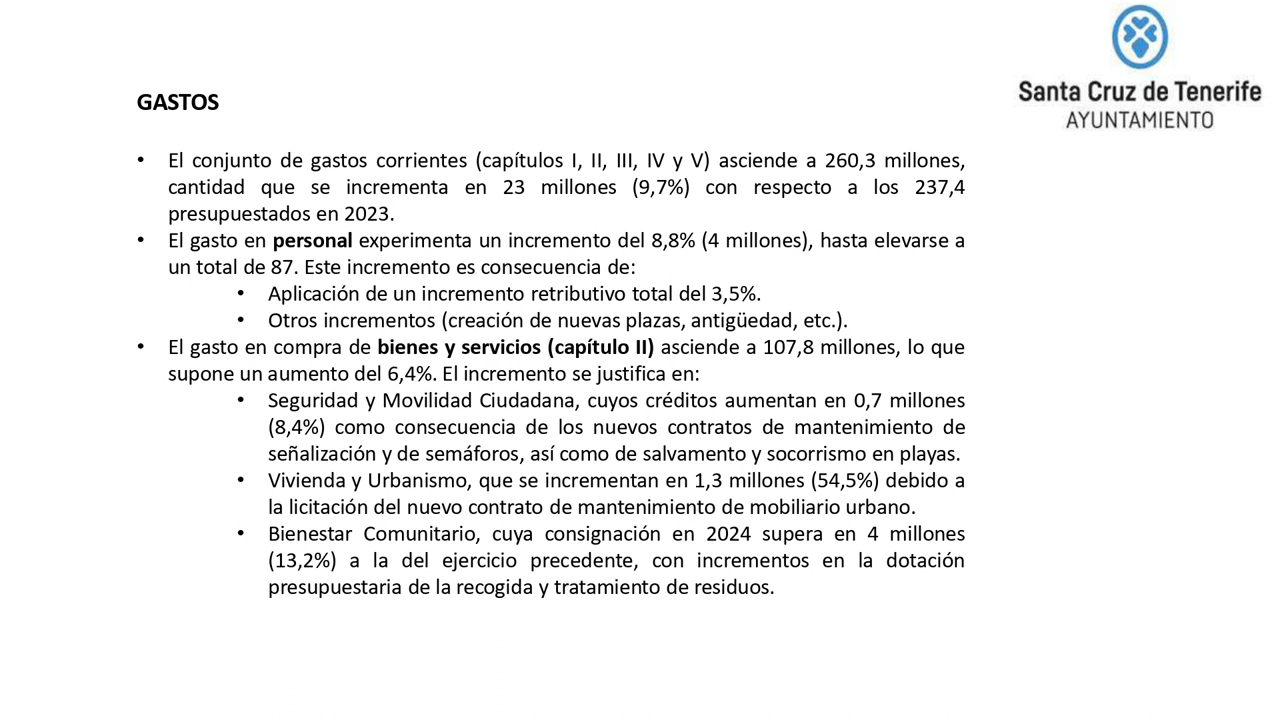 Santa Cruz de Tenerife
AYUNTAMIENTO
GASTOS
• El conjunto de gastos corrientes (capítulos I, II, III, IV y V) asciende a 260,3 millones,
cantidad que se incrementa en 23 millones (9,7%) con respecto a los 237,4
presupuestados en 2023.
• El gasto en personal experimenta un incremento del 8,8% (4 millones), hasta elevarse a
un total de 87. Este incremento es consecuencia de:
• Aplicación de un incremento retributivo total del 3,5%.
• Otros incrementos (creación de nuevas plazas, antigüedad, etc.).
• El gasto en compra de bienes y servicios (capítulo II) asciende a 107,8 millones, lo que
supone un aumento del 6,4%. El incremento se justifica en:
• Seguridad y Movilidad Ciudadana, cuyos créditos aumentan en 0,7 millones
(8,4%) como consecuencia de los nuevos contratos de mantenimiento de
señalización y de semáforos, así como de salvamento y socorrismo en playas.
• Vivienda y Urbanismo, que se incrementan en 1,3 millones (54,5%) debido a
la licitación del nuevo contrato de mantenimiento de mobiliario urbano.
• Bienestar Comunitario, cuya consignación en 2024 supera en 4 millones
(13,2%) a la del ejercicio precedente, con incrementos en la dotación
presupuestaria de la recogida y tratamiento de residuos.